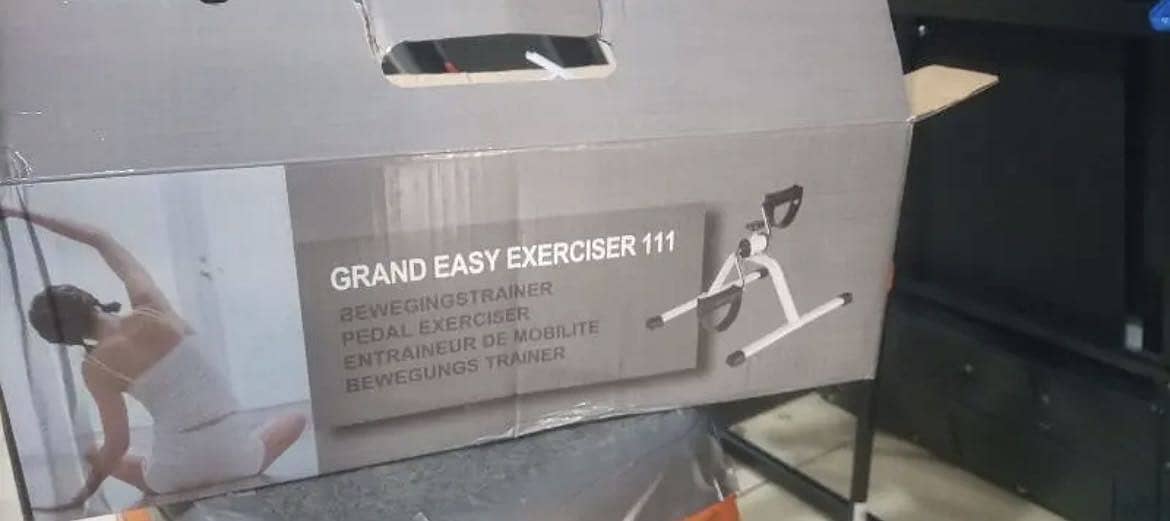 GRAND EASY EXERCISER 111
BEWEGINGSTRAINER
PEDAL EXERCISER
ENTRAINEUR DE MOBILITE
BEWEGUNGS TRAINER